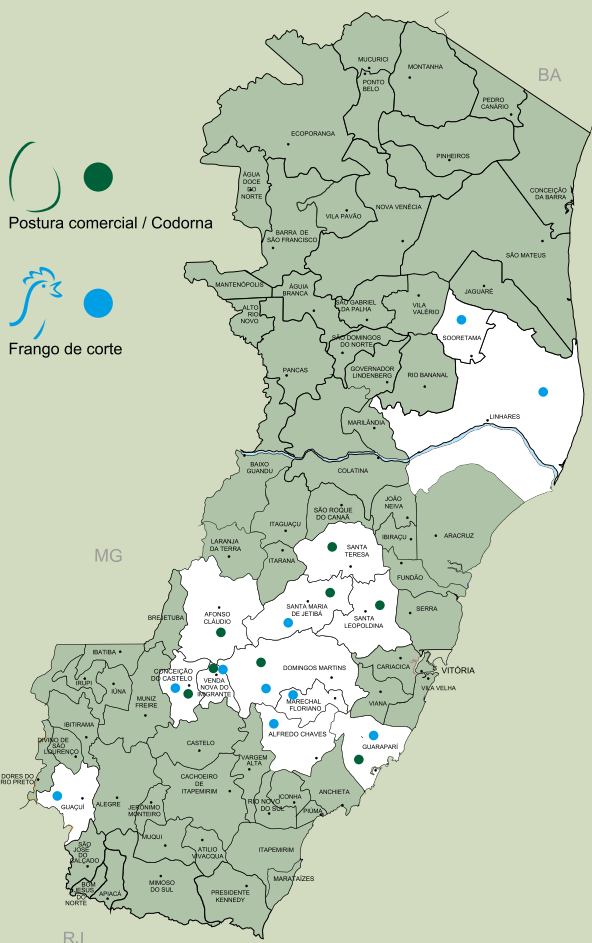 MUCURICI
MONTANHA
BA
PONTO
BELO
PEDRO
CANÁRIO
ECOPORANGA
PINHEIROS
ÁGUA
DOCE
DO
NORTE
CONCEIÇÃO
DA BARRA
Postura comercial / Codorna
VILA PAVÃO
NOVA VENÉCIA
BARRA DE
SÃO FRANCISCO
SÃO MATEUS
MANTENÓPOLIS
ÁGUIA
BRANCA
JAGUARÉ
SÃO GABRIEL
DA PALHA
VILA
VALÉRIO
ALTO
RIO
NOVO
Frango de corte
SOORETAMA
SÃO DOMINGOS
DO NORTE
PANCAS
GOVERNADOR
LINDENBERG
RIO BANANAL
LINHARES
MARILÂNDIA
BAIXO
GUANDU
COLATINA
JOÃO
NEIVA
SÃO ROQUE
DO CANAÃ
ITAGUAÇU
ARACRUZ
IBIRAÇU
LARANJA
DA TERRA
MG
ITARANA
SANTA
TERESA
FUNDÃO
SANTA MARIA
DE JETIBÁ
SERRA
AFONSO
CLÁUDIO
BREJETUBA
SANTA
LEOPOLDINA
IBATIBA
CARIACICA
VITÓRIA
CONCEIÇÃO
DO CASTELO
DOMINGOS MARTINS
VENDA
NOVA DO
IMIGRANTE
VILA VELHA
IRUPI
IÚNA
MUNIZ
FREIRE
MARECHAL
FLORIANO
VIANA
IBITIRAMA
ALFREDO CHAVES
GUARAPARÍ
DIVINO DE
SÃO
LOURENÇO
CASTELO
VARGEM
ALTA
DORES DO
RIO PRETO
CACHOEIRO
DE
ITAPEMIRIM
ANCHIETA
GUAÇUÍ
ALEGRE
JERÔNIMO
MONTEIRO
ICONHA
RIO NOVO
DO SUL
PIÚMA
MUQUI
SÃO
JOSÉ
DO
CALÇADO
ATILIO
VIVACQUA
ITAPEMIRIM
MARATAÍZES
BOM
JESUS
DO
NORTE
APIACÁ
MIMOSO
DO SUL
PRESIDENTE
KENNEDY
RJ